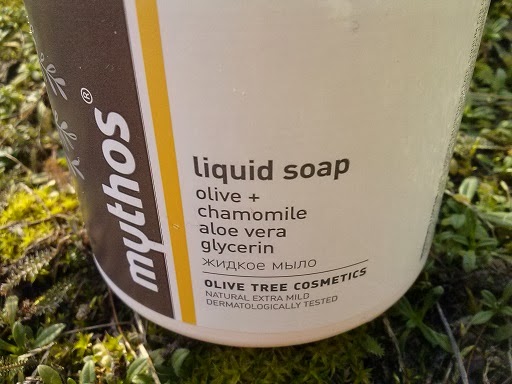 mythos®
liquid soap
olive +
chamomile
aloe vera
glycerin
жидкое мыло
OLIVE TREE COSMETICS
NATURAL EXTRA MILD
DERMATOLOGICALLY TESTED